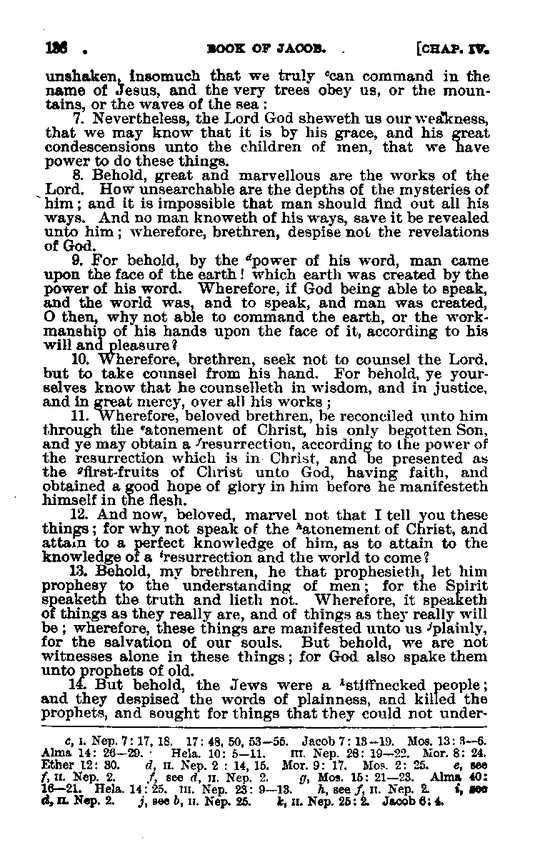 136 . BOOK OF JACOB. [CHAP. IV.
unshaken, insomuch that we truly ᶜcan command in the
name of Jesus, and the very trees obey us, or the moun-
tains, or the waves of the sea :
7. Nevertheless, the Lord God sheweth us our weakness,
that we may know that it is by his grace, and his great
condescensions unto the children of men, that we have
power to do these things.
8. Behold, great and marvellous are the works of the
Lord. How unsearchable are the depths of the mysteries of
him ; and it is impossible that man should find out all his
ways. And no man knoweth of his ways, save it be revealed
unto him ; wherefore, brethren, despise not the revelations
of God.
9. For behold, by the ᵈpower of his word, man came
upon the face of the earth ! which earth was created by the
power of his word. Wherefore, if God being able to speak,
and the world was, and to speak, and man was created,
O then, why not able to command the earth, or the work-
manship of his hands upon the face of it, according to his
will and pleasure?
10. Wherefore, brethren, seek not to counsel the Lord,
but to take counsel from his hand. For behold, ye your-
selves know that he counselleth in wisdom, and in justice,
and in great mercy, over all his works ;
11. Wherefore, beloved brethren, be reconciled unto him
through the ᵉatonement of Christ, his only begotten Son,
and ye may obtain a ᶠresurrection, according to the power of
the resurrection which is in Christ, and be presented as
the ᵍfirst-fruits of Christ unto God, having faith, and
obtained a good hope of glory in him before he manifesteth
himself in the flesh.
12. And now, beloved, marvel not that I tell you these
things ; for why not speak of the ʰatonement of Christ, and
attain to a perfect knowledge of him, as to attain to the
knowledge of a ⁱresurrection and the world to come?
13. Behold, my brethren, he that prophesieth, let him
prophesy to the understanding of men ; for the Spirit
speaketh the truth and lieth not. Wherefore, it speaketh
of things as they really are, and of things as they really will
be ; wherefore, these things are manifested unto us ʲplainly,
for the salvation of our souls. But behold, we are not
witnesses alone in these things ; for God also spake them
unto prophets of old.
14. But behold, the Jews were a ᵏstiffnecked people ;
and they despised the words of plainness, and killed the
prophets, and sought for things that they could not under-
c, I. Nep. 7 : 17, 18. 17 : 48, 50, 53—55. Jacob 7 : 13—19. Mos. 13 : 3—6.
Alma 14 : 26—29. Hela. 10 : 5—11. III. Nep. 28 : 19—22. Mor. 8 : 24.
Ether 12 : 30. d, II. Nep. 2 : 14, 15. Mor. 9 : 17. Mos. 2 : 25. e, see
f, II. Nep. 2. f, see d, II. Nep. 2. g, Mos. 15 : 21—23. Alma 40 :
16—21. Hela. 14 : 25. III. Nep. 23 : 9—13. h, see f, II. Nep. 2. i, see
d, II. Nep. 2. j, see b, II. Nep. 25. k, II. Nep. 25 : 2. Jacob 6 : 4.